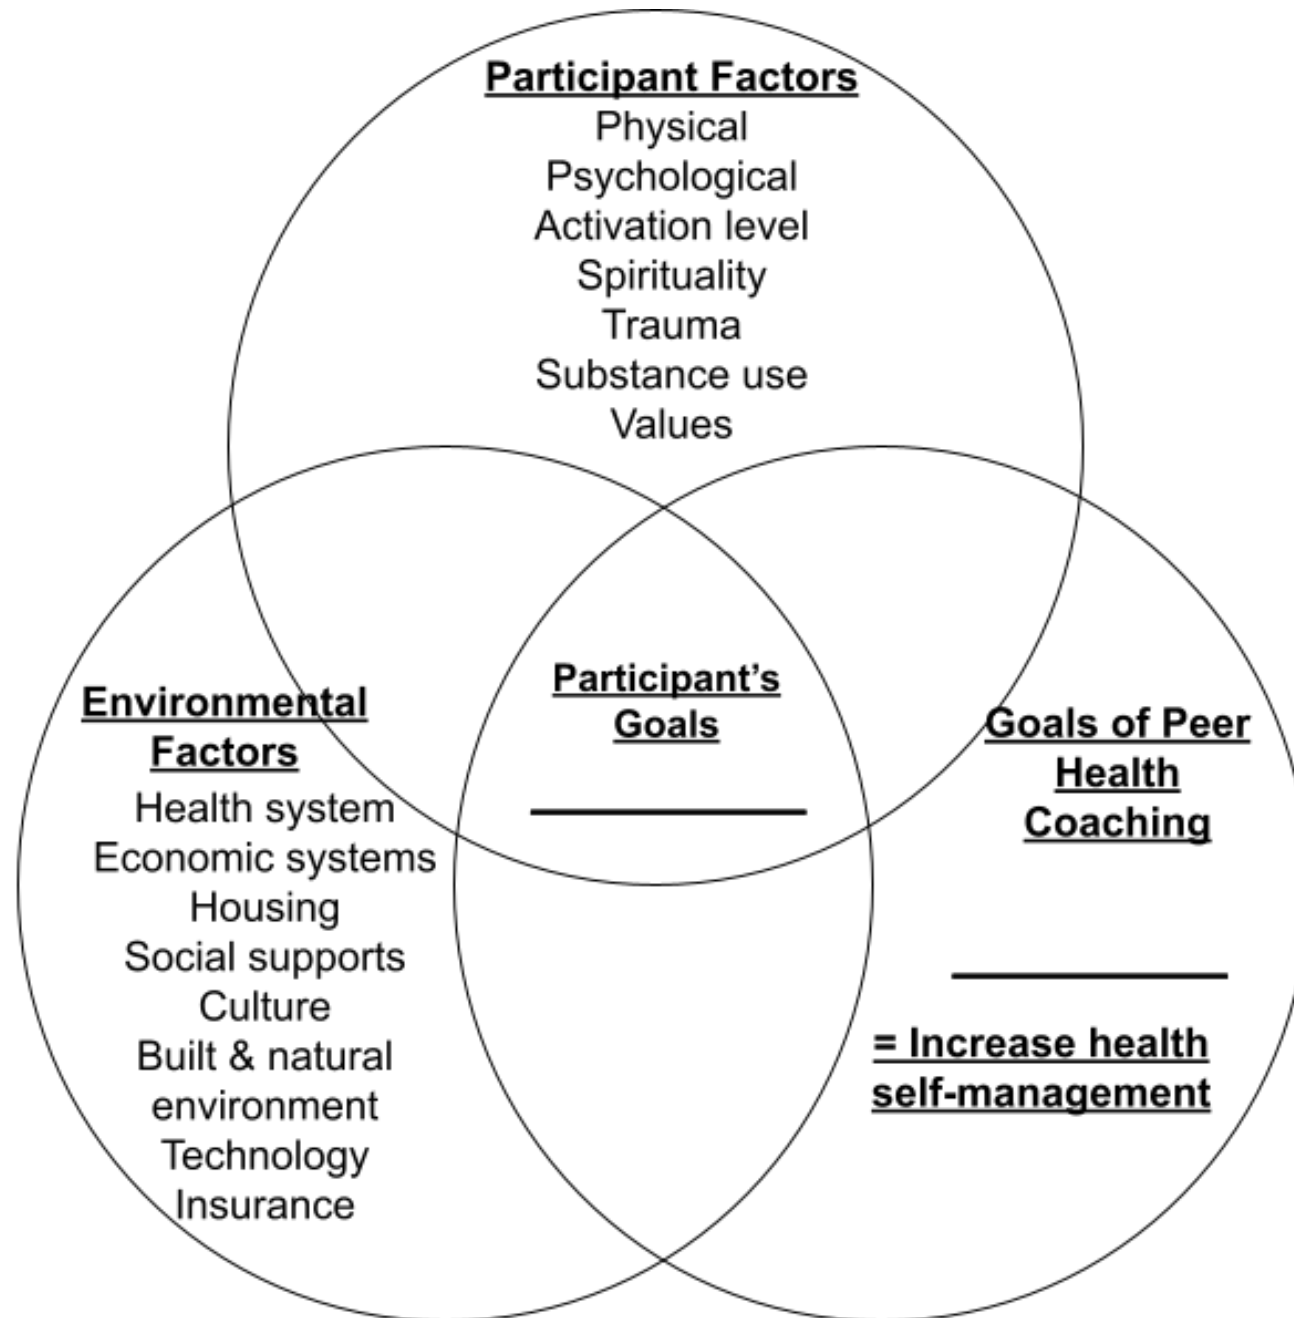 Participant Factors
Physical
Psychological
Activation level
Spirituality
Trauma
Substance use
Values
Environmental
Factors
Health system
Economic systems
Housing
Social supports
Culture
Built & natural
environment
Technology
Insurance
Participant’s
Goals
Goals of Peer
Health
Coaching
= Increase health
self-management